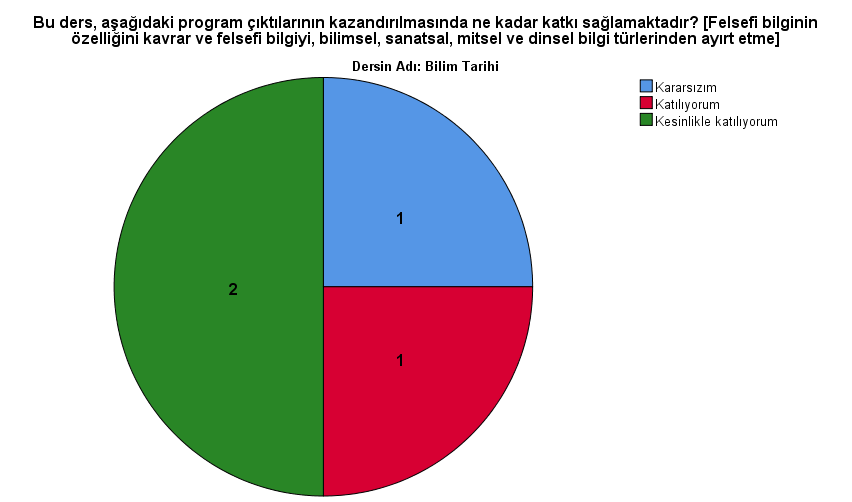 Bu ders, aşağıdaki program çıktılarının kazandırılmasında ne kadar katkı sağlamaktadır? [Felsefi bilginin
özelliğini kavrar ve felsefi bilgiyi, bilimsel, sanatsal, mitsel ve dinsel bilgi türlerinden ayırt etme]
Dersin Adı: Bilim Tarihi
Kararsızım
Katılıyorum
Kesinlikle katılıyorum
1
2
1